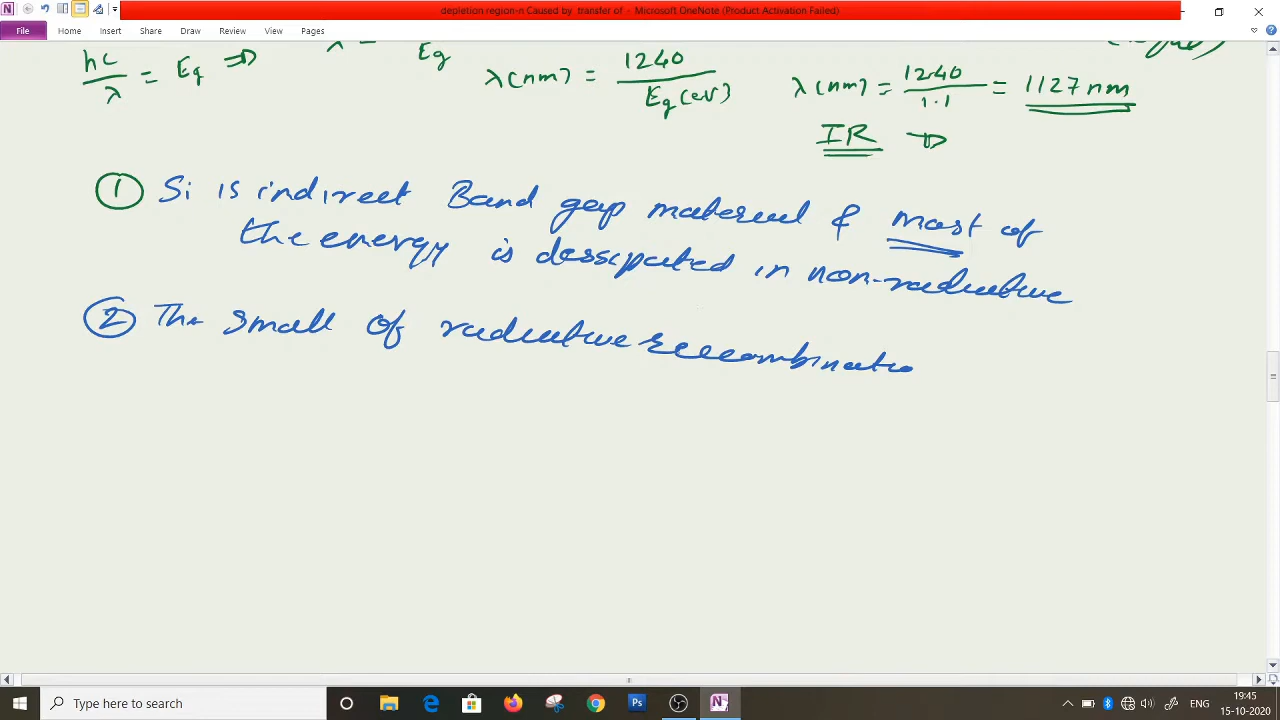 depletion region-n Caused by transfer of - Microsoft OneNote (Product Activation Failed)
File Home Insert Share Draw Review View Pages
hc/λ = Eg ⇒
λ = Eg
λ(nm) = 1240/Eg(eV)
λ(nm) = 1240/1.1 = 1127 nm
IR ⇒
① Si is indirect Band gap material & most of
the energy is dessipated in non-radiative
② The small of radiative reecombinatio
Type here to search
ENG
19:45
15-10-2020